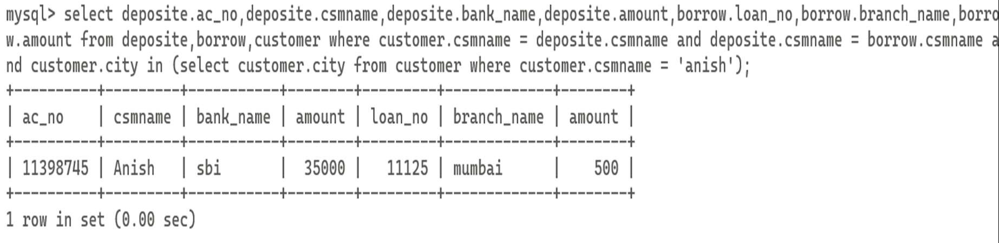 mysql> select deposite.ac_no,deposite.csmname,deposite.bank_name,deposite.amount,borrow.loan_no,borrow.branch_name,borro
w.amount from deposite,borrow,customer where customer.csmname = deposite.csmname and deposite.csmname = borrow.csmname a
nd customer.city in (select customer.city from customer where customer.csmname = 'anish');
+----------+---------+-----------+--------+---------+-------------+--------+
| ac_no    | csmname | bank_name | amount | loan_no | branch_name | amount |
+----------+---------+-----------+--------+---------+-------------+--------+
| 11398745 | Anish   | sbi       |  35000 |   11125 | mumbai      |    500 |
+----------+---------+-----------+--------+---------+-------------+--------+
1 row in set (0.00 sec)